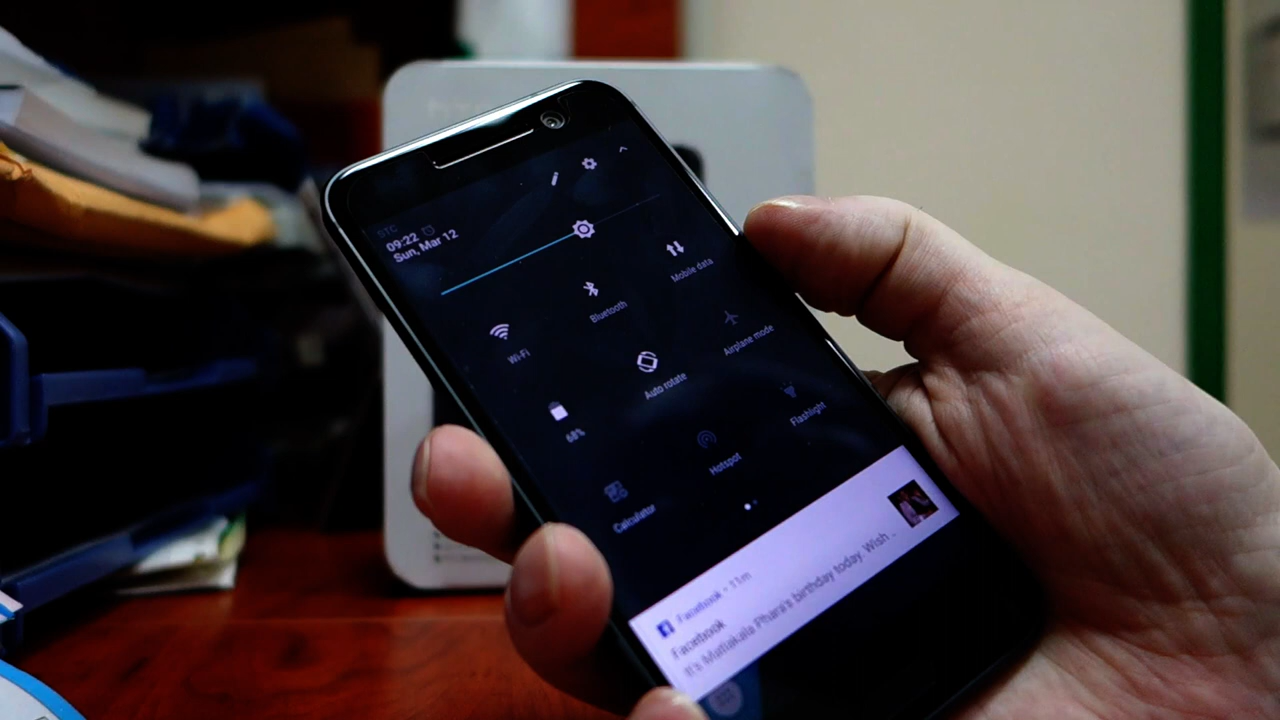 STC
09:22
Sun, Mar 12
Mobile data
Bluetooth
Wi-Fi
Airplane mode
Auto rotate
68%
Flashlight
Hotspot
Calculator
Facebook • 11m
Facebook
It's Matlakala Phara's birthday today. Wish ..